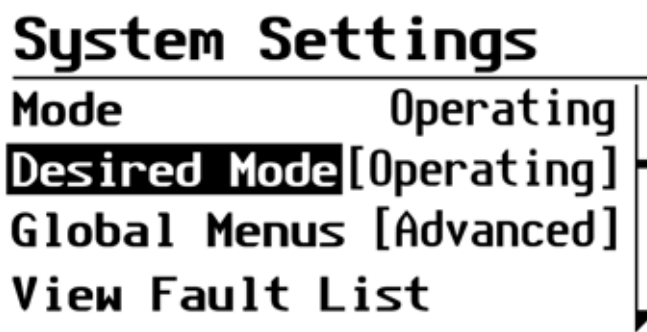 System Settings
Mode Operating
Desired Mode [Operating]
Global Menus [Advanced]
View Fault List